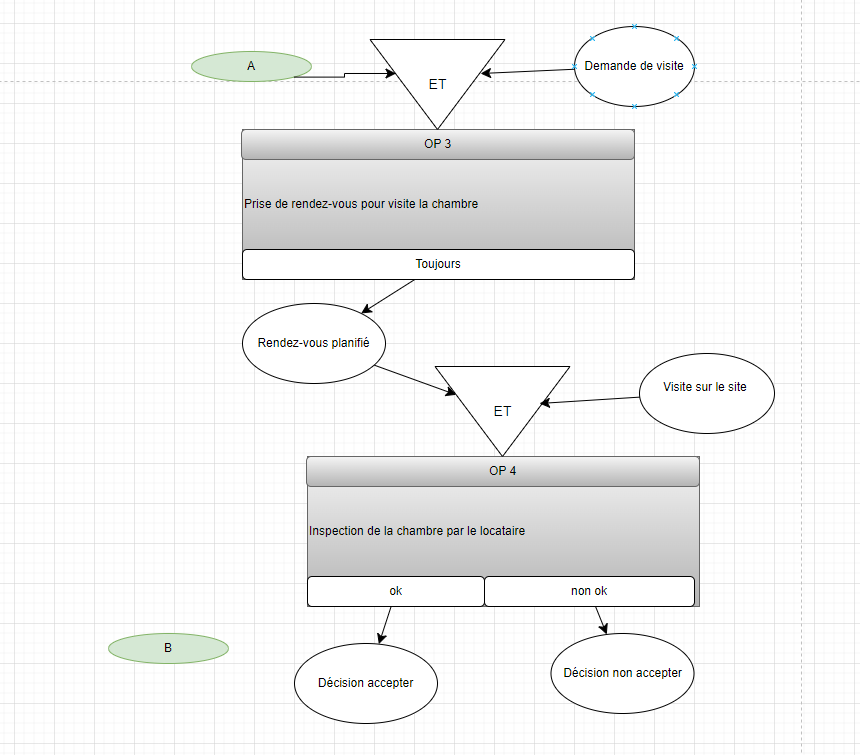 A
ET
Demande de visite
OP 3
Prise de rendez-vous pour visite la chambre
Toujours
Rendez-vous planifié
ET
Visite sur le site
OP 4
Inspection de la chambre par le locataire
ok
non ok
B
Décision accepter
Décision non accepter